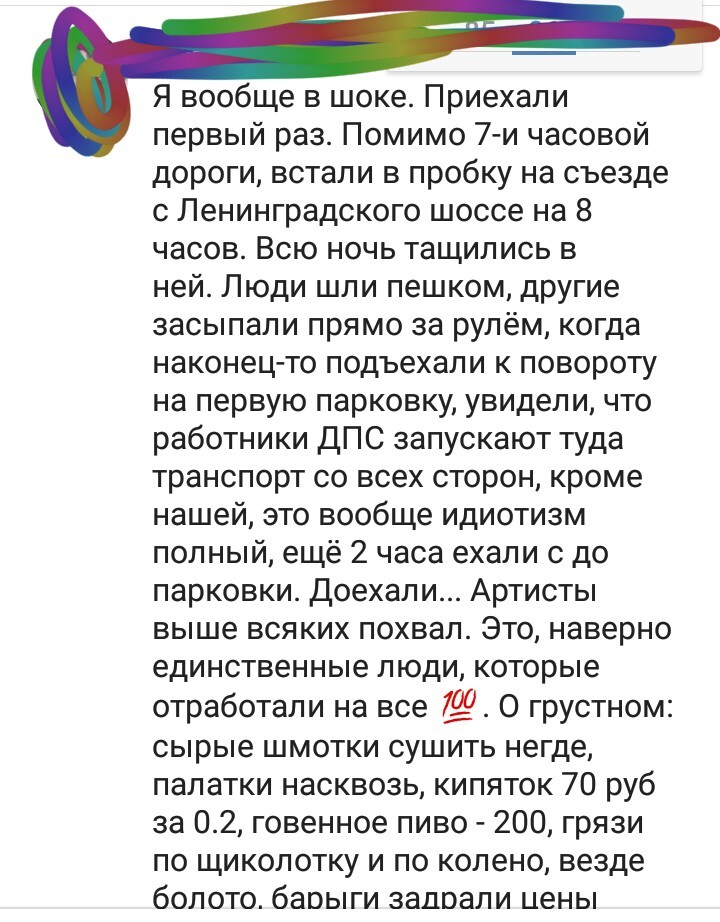 Я вообще в шоке. Приехали
первый раз. Помимо 7-и часовой
дороги, встали в пробку на съезде
с Ленинградского шоссе на 8
часов. Всю ночь тащились в
ней. Люди шли пешком, другие
засыпали прямо за рулём, когда
наконец-то подъехали к повороту
на первую парковку, увидели, что
работники ДПС запускают туда
транспорт со всех сторон, кроме
нашей, это вообще идиотизм
полный, ещё 2 часа ехали с до
парковки. Доехали... Артисты
выше всяких похвал. Это, наверно
единственные люди, которые
отработали на все 💯 . О грустном:
сырые шмотки сушить негде,
палатки насквозь, кипяток 70 руб
за 0.2, говенное пиво - 200, грязи
по щиколотку и по колено, везде
болото, барыги задрали цены